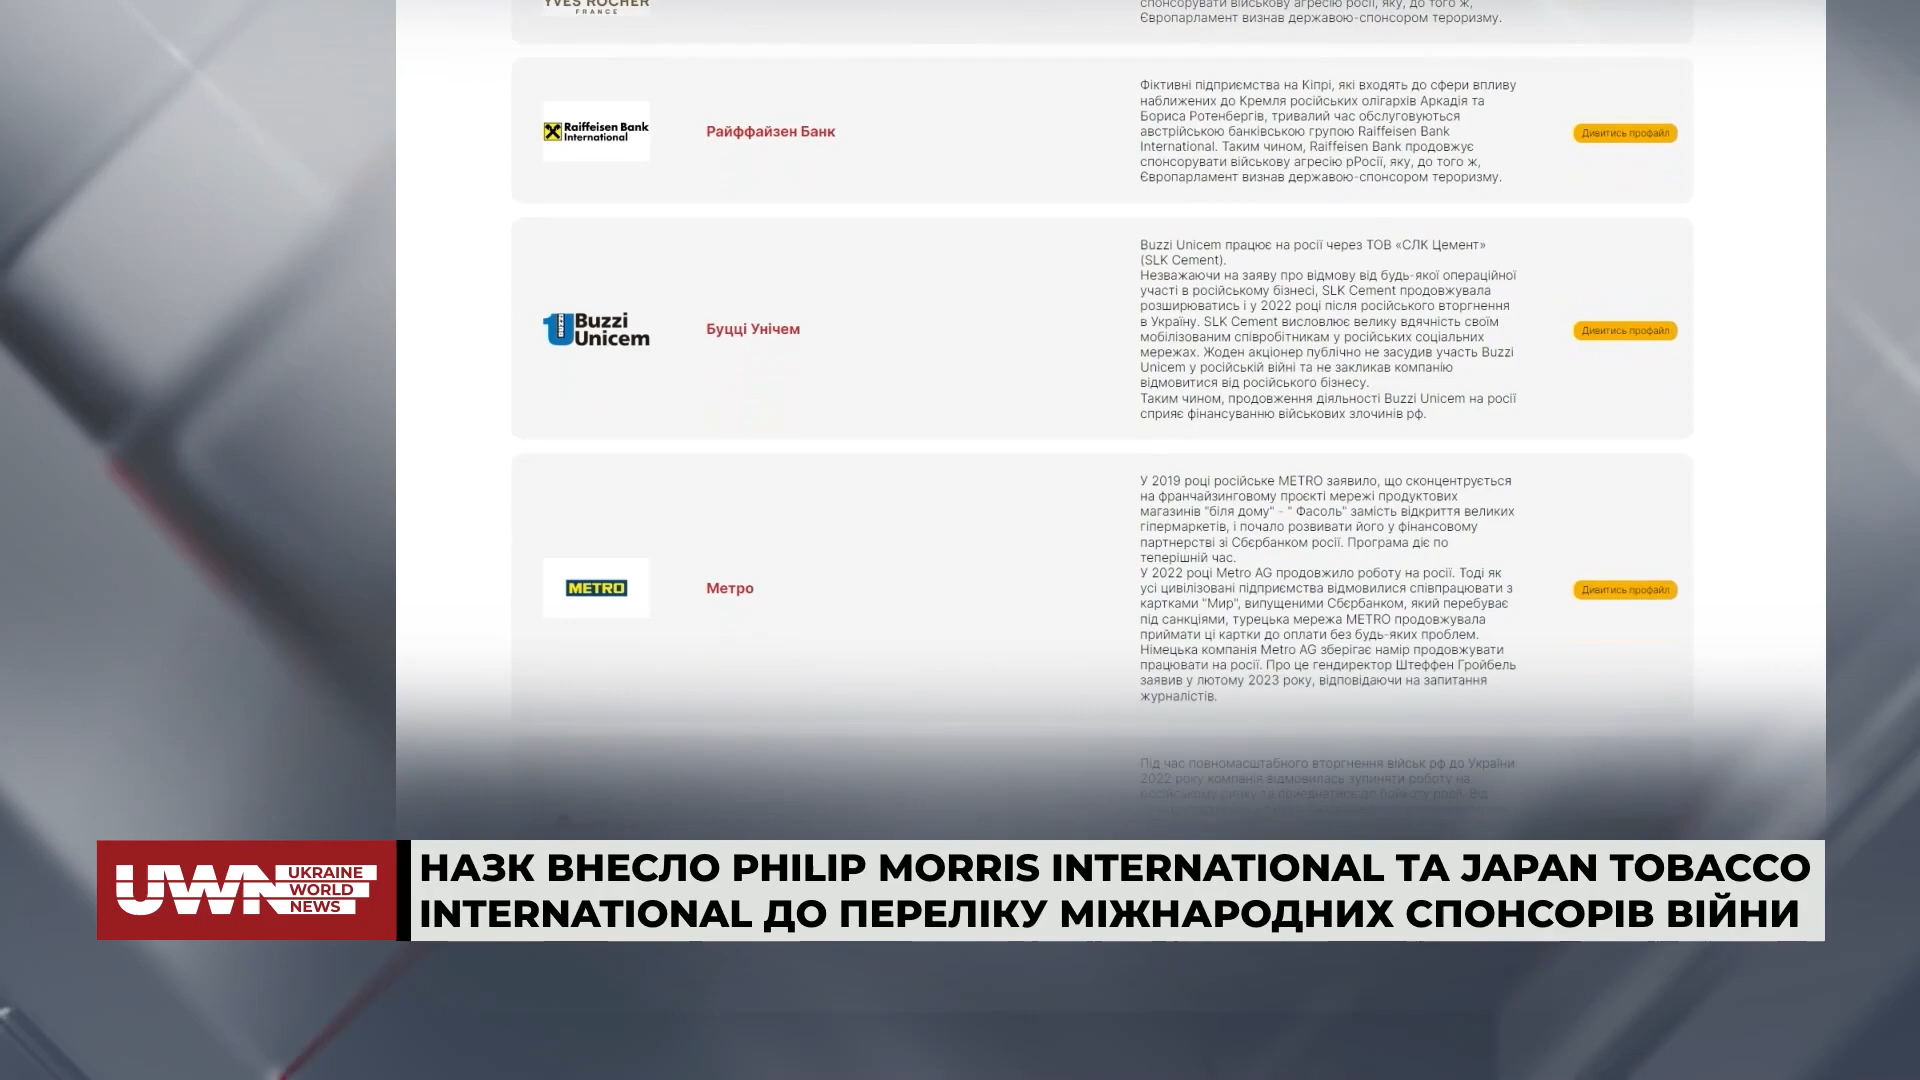 YVES ROCHER
FRANCE
спонсорувати військову агресію росії, яку, до того ж,
Європарламент визнав державою-спонсором тероризму.
Raiffeisen Bank
International
Райффайзен Банк
Фіктивні підприємства на Кіпрі, які входять до сфери впливу
наближених до Кремля російських олігархів Аркадія та
Бориса Ротенбергів, тривалий час обслуговуються
австрійською банківською групою Raiffeisen Bank
International. Таким чином, Raiffeisen Bank продовжує
спонсорувати військову агресію рРосії, яку, до того ж,
Європарламент визнав державою-спонсором тероризму.
Дивитись профайл
BUZZI
Buzzi
Unicem
Буцці Унічем
Buzzi Unicem працює на росії через ТОВ «СЛК Цемент»
(SLK Cement).
Незважаючи на заяву про відмову від будь-якої операційної
участі в російському бізнесі, SLK Cement продовжувала
розширюватись і у 2022 році після російського вторгнення
в Україну. SLK Cement висловлює велику вдячність своїм
мобілізованим співробітникам у російських соціальних
мережах. Жоден акціонер публічно не засудив участь Buzzi
Unicem у російській війні та не закликав компанію
відмовитися від російського бізнесу.
Таким чином, продовження діяльності Buzzi Unicem на росії
сприяє фінансуванню військових злочинів рф.
Дивитись профайл
METRO
Метро
У 2019 році російське METRO заявило, що сконцентрується
на франчайзинговому проєкті мережі продуктових
магазинів "біля дому" - " Фасоль" замість відкриття великих
гіпермаркетів, і почало розвивати його у фінансовому
партнерстві зі Сбєрбанком росії. Програма діє по
теперішній час.
У 2022 році Metro AG продовжило роботу на росії. Тоді як
усі цивілізовані підприємства відмовилися співпрацювати з
картками "Мир", випущеними Сбєрбанком, який перебуває
під санкціями, турецька мережа METRO продовжувала
приймати ці картки до оплати без будь-яких проблем.
Німецька компанія Metro AG зберігає намір продовжувати
працювати на росії. Про це гендиректор Штеффен Гройбель
заявив у лютому 2023 року, відповідаючи на запитання
журналістів.
Дивитись профайл
Під час повномасштабного вторгнення військ рф до України
2022 року компанія відмовилась зупиняти роботу на
російському ринку та приєднатися до бойкоту росії. Від
UWN UKRAINE
WORLD
NEWS
НАЗК ВНЕСЛО PHILIP MORRIS INTERNATIONAL ТА JAPAN TOBACCO
INTERNATIONAL ДО ПЕРЕЛІКУ МІЖНАРОДНИХ СПОНСОРІВ ВІЙНИ